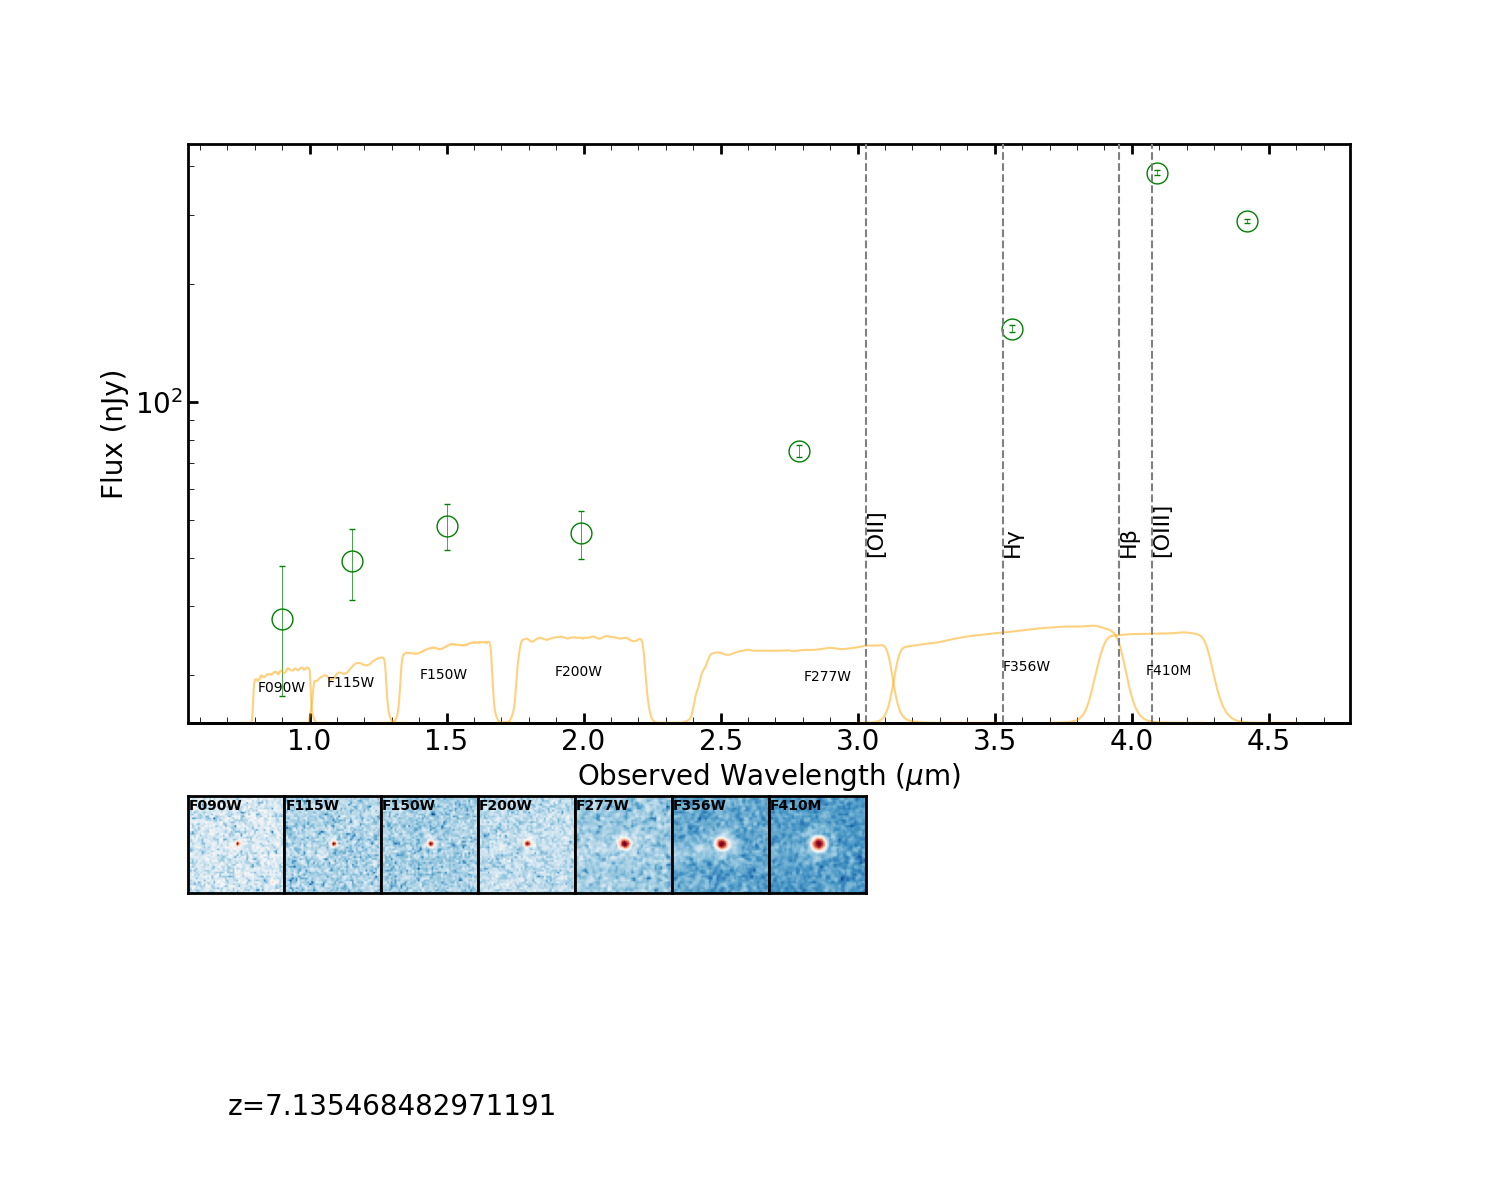 Flux (nJy)
10²
[OII]
Hγ
Hβ
[OIII]
F090W
F115W
F150W
F200W
F277W
F356W
F410M
1.0 1.5 2.0 2.5 3.0 3.5 4.0 4.5
Observed Wavelength (μm)
F090W F115W F150W F200W F277W F356W F410M
z=7.135468482971191